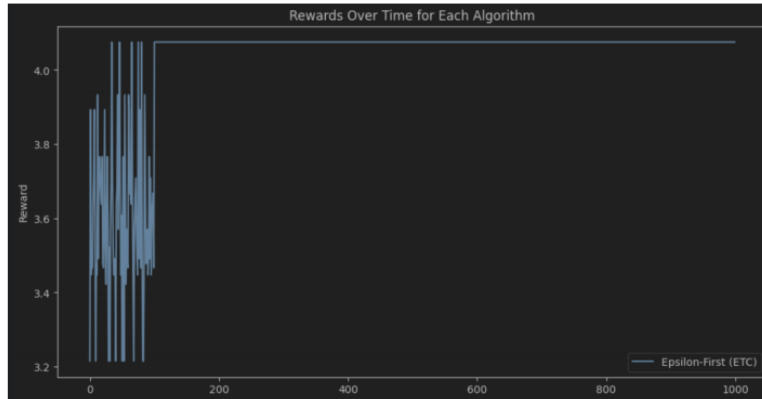 Rewards Over Time for Each Algorithm
4.0
3.8
Reward
3.6
3.4
3.2
Epsilon-First (ETC)
0 200 400 600 800 1000